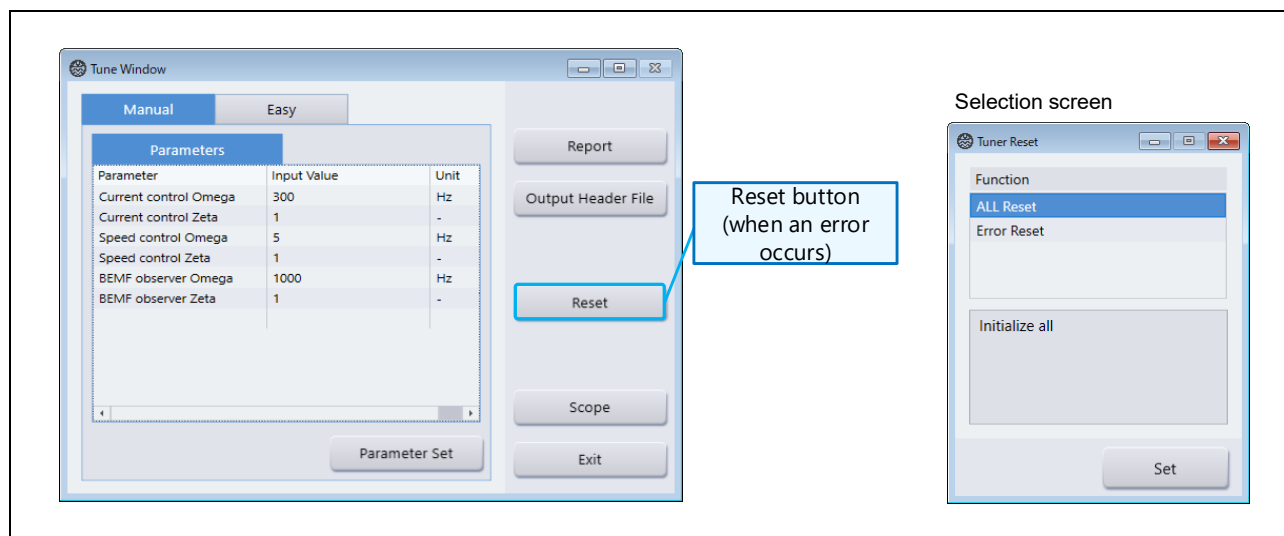 Tune Window
Manual Easy
Parameters
Parameter Input Value Unit
Current control Omega 300 Hz
Current control Zeta 1 -
Speed control Omega 5 Hz
Speed control Zeta 1 -
BEMF observer Omega 1000 Hz
BEMF observer Zeta 1 -
Parameter Set
Report
Output Header File
Reset
Scope
Exit
Reset button
(when an error
occurs)
Selection screen
Tuner Reset
Function
ALL Reset
Error Reset
Initialize all
Set